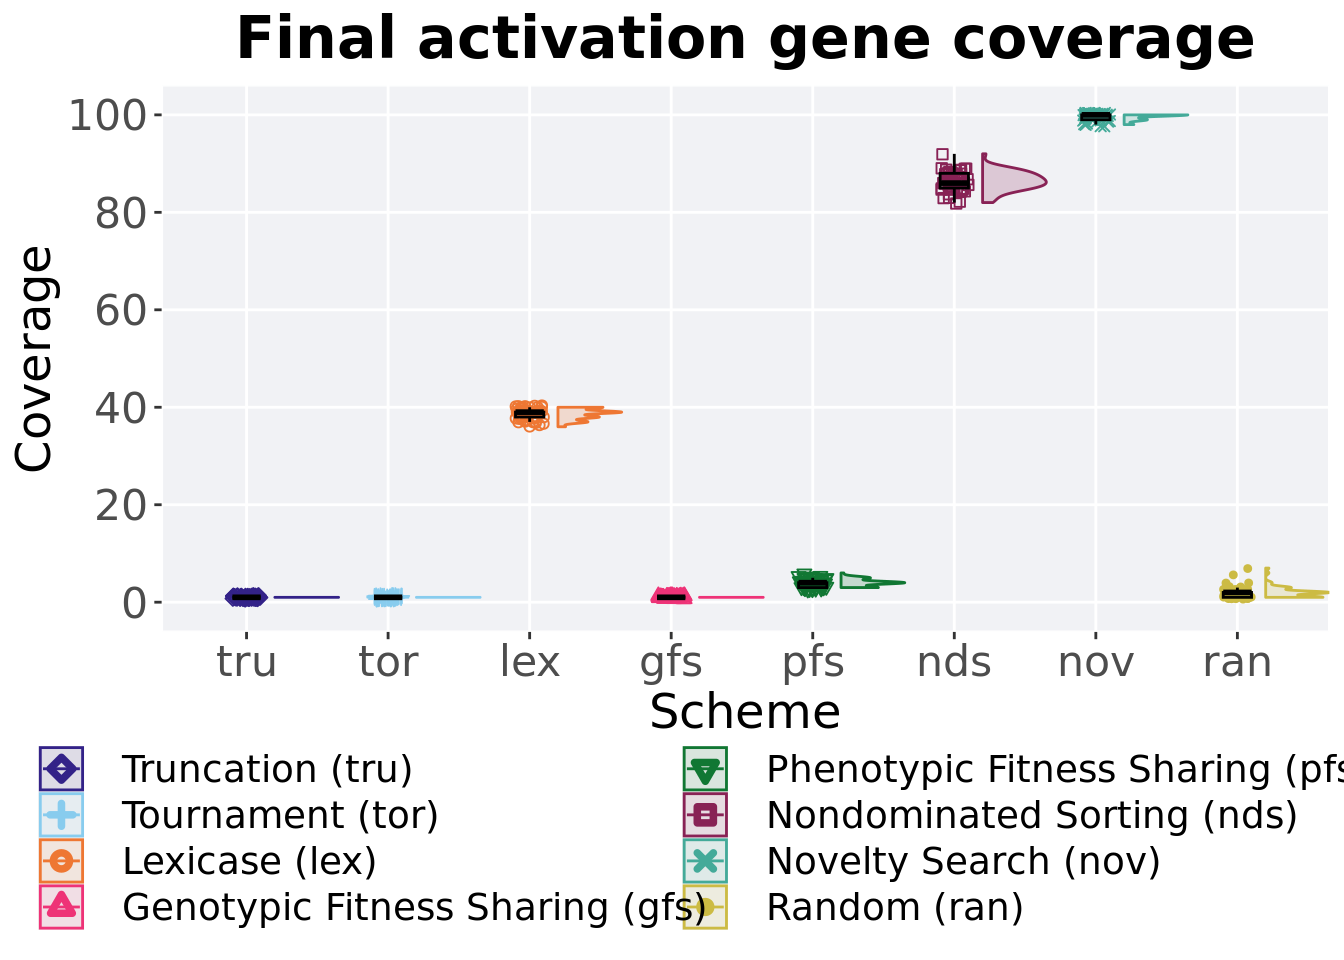 Final activation gene coverage
100
80
60
40
20
0
Coverage
tru tor lex gfs pfs nds nov ran
Scheme
Truncation (tru)
Tournament (tor)
Lexicase (lex)
Genotypic Fitness Sharing (gfs)
Phenotypic Fitness Sharing (pfs
Nondominated Sorting (nds)
Novelty Search (nov)
Random (ran)